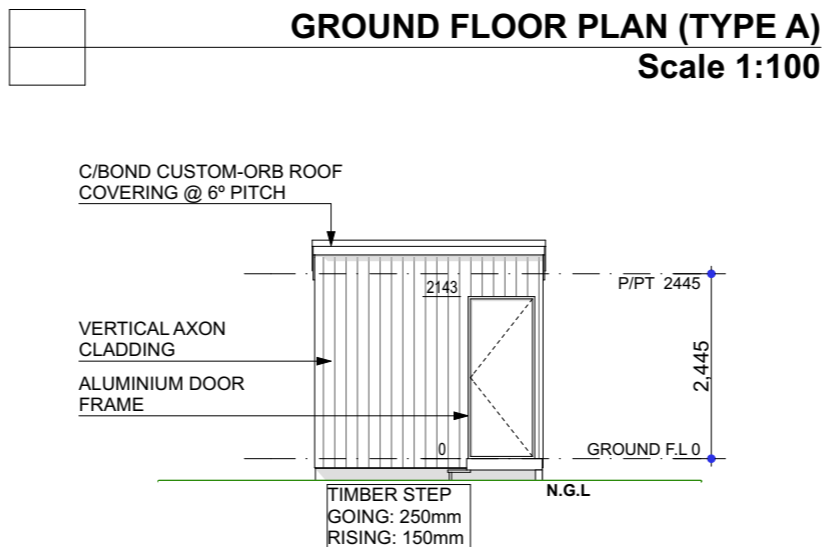 GROUND FLOOR PLAN (TYPE A)
Scale 1:100
C/BOND CUSTOM-ORB ROOF
COVERING @ 6º PITCH
2143
P/PT 2445
VERTICAL AXON
CLADDING
2,445
ALUMINIUM DOOR
FRAME
0
GROUND F.L 0
N.G.L
TIMBER STEP
GOING: 250mm
RISING: 150mm